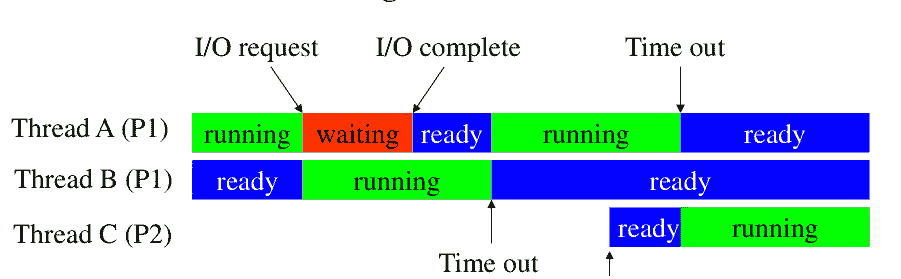 I/O request I/O complete Time out
Thread A (P1) running waiting ready running ready
Thread B (P1) ready running ready
Thread C (P2) ready running
Time out